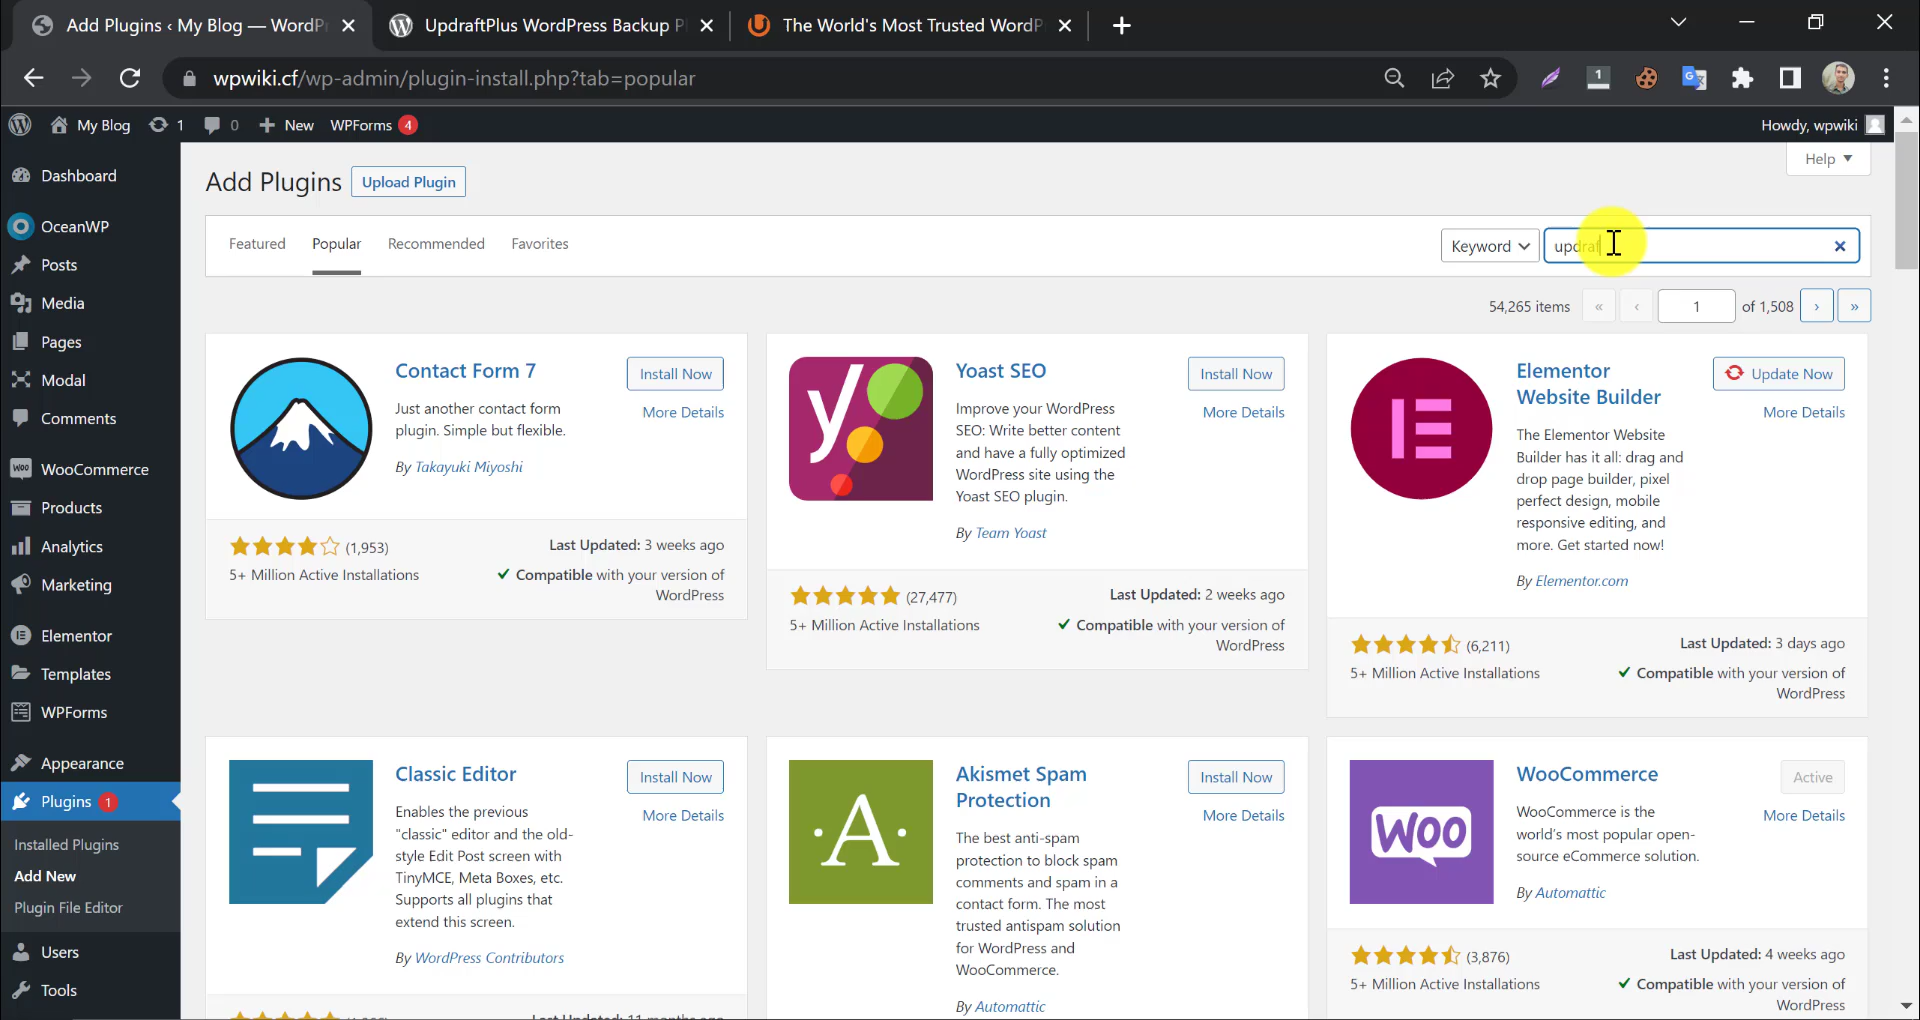 Add Plugins ‹ My Blog — WordPr
UpdraftPlus WordPress Backup Pl
The World's Most Trusted WordP
wpwiki.cf/wp-admin/plugin-install.php?tab=popular
1
My Blog
1
0
New
WPForms 4
Howdy, wpwiki
Help
Dashboard
OceanWP
Posts
Media
Pages
Modal
Comments
WooCommerce
Products
Analytics
Marketing
Elementor
Templates
WPForms
Appearance
Plugins 1
Installed Plugins
Add New
Plugin File Editor
Users
Tools
Add Plugins
Upload Plugin
Featured
Popular
Recommended
Favorites
Keyword
updraf
54,265 items
« ‹ 1 of 1,508 › »
Contact Form 7
Install Now
More Details
Just another contact form
plugin. Simple but flexible.
By Takayuki Miyoshi
(1,953)
Last Updated: 3 weeks ago
5+ Million Active Installations
Compatible with your version of
WordPress
Yoast SEO
Install Now
More Details
Improve your WordPress
SEO: Write better content
and have a fully optimized
WordPress site using the
Yoast SEO plugin.
By Team Yoast
(27,477)
Last Updated: 2 weeks ago
5+ Million Active Installations
Compatible with your version of
WordPress
Elementor
Website Builder
Update Now
More Details
The Elementor Website
Builder has it all: drag and
drop page builder, pixel
perfect design, mobile
responsive editing, and
more. Get started now!
By Elementor.com
(6,211)
Last Updated: 3 days ago
5+ Million Active Installations
Compatible with your version of
WordPress
Classic Editor
Install Now
More Details
Enables the previous
"classic" editor and the old-
style Edit Post screen with
TinyMCE, Meta Boxes, etc.
Supports all plugins that
extend this screen.
By WordPress Contributors
Last Updated: 11 months ago
Akismet Spam
Protection
Install Now
More Details
The best anti-spam
protection to block spam
comments and spam in a
contact form. The most
trusted antispam solution
for WordPress and
WooCommerce.
By Automattic
WOO
WooCommerce
Active
More Details
WooCommerce is the
world's most popular open-
source eCommerce solution.
By Automattic
(3,876)
Last Updated: 4 weeks ago
5+ Million Active Installations
Compatible with your version of
WordPress